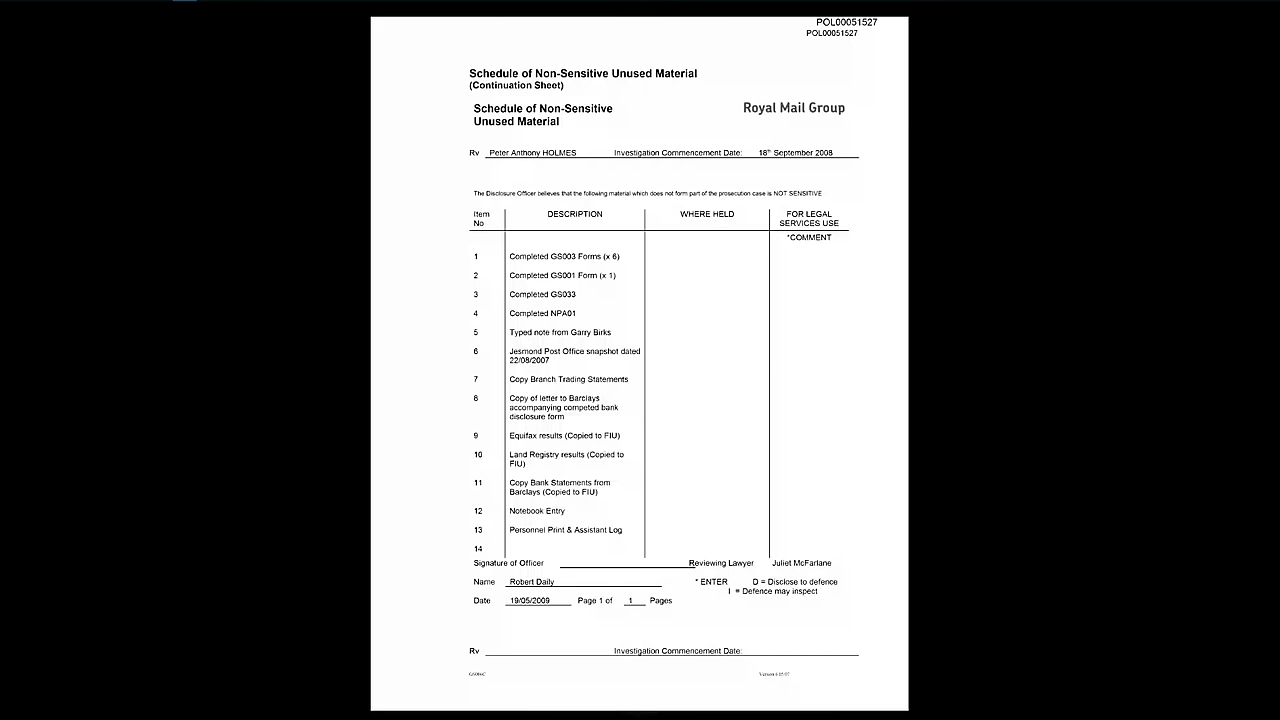 POL00051527
POL00051527
Schedule of Non-Sensitive Unused Material
(Continuation Sheet)
Schedule of Non-Sensitive
Unused Material
Royal Mail Group
Rv Peter Anthony HOLMES Investigation Commencement Date: 18th September 2008
The Disclosure Officer believes that the following material which does not form part of the prosecution case is NOT SENSITIVE
Item No DESCRIPTION WHERE HELD FOR LEGAL SERVICES USE
*COMMENT
1 Completed GS003 Forms (x 6)
2 Completed GS001 Form (x 1)
3 Completed GS033
4 Completed NPA01
5 Typed note from Garry Birks
6 Jesmond Post Office snapshot dated
22/08/2007
7 Copy Branch Trading Statements
8 Copy of letter to Barclays
accompanying competed bank
disclosure form
9 Equifax results (Copied to FIU)
10 Land Registry results (Copied to
FIU)
11 Copy Bank Statements from
Barclays (Copied to FIU)
12 Notebook Entry
13 Personnel Print & Assistant Log
14
Signature of Officer Reviewing Lawyer Juliet McFarlane
Name Robert Daily * ENTER D = Disclose to defence
I = Defence may inspect
Date 19/05/2009 Page 1 of 1 Pages
Rv Investigation Commencement Date: